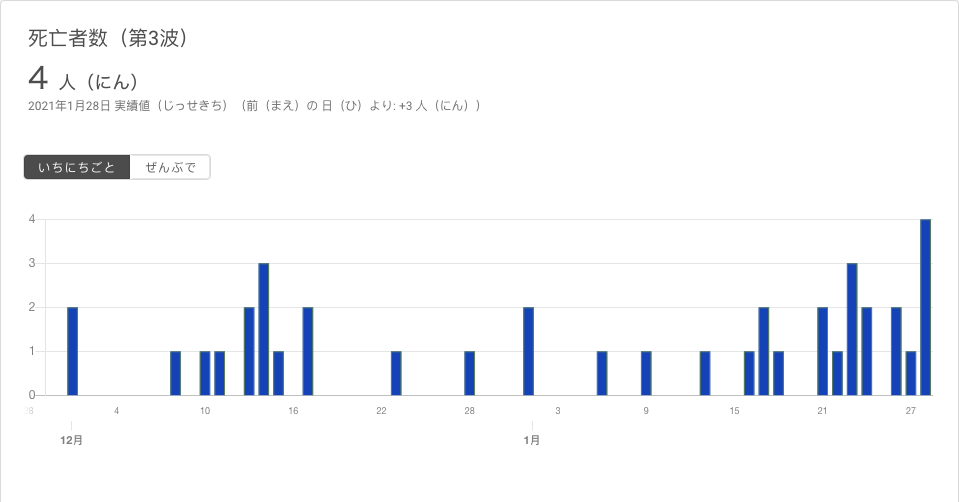 死亡者数（第3波）
4 人（にん）
2021年1月28日 実績値（じっせきち）（前（まえ）の 日（ひ）より: +3 人（にん））
いちにちごと ぜんぶで
4
3
2
1
0
4 10 16 22 28 3 9 15 21 27
12月 1月